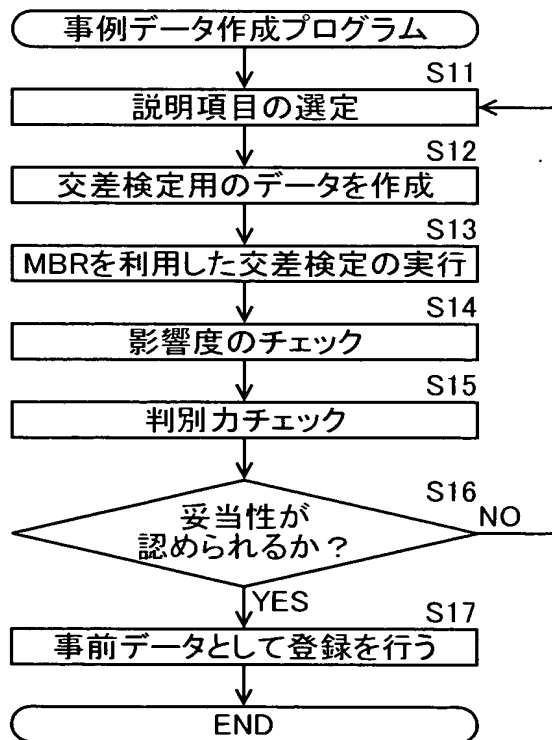 事例データ作成プログラム
S11
説明項目の選定
S12
交差検定用のデータを作成
S13
MBRを利用した交差検定の実行
S14
影響度のチェック
S15
判別力チェック
S16
妥当性が
認められるか？
NO
YES
S17
事前データとして登録を行う
END